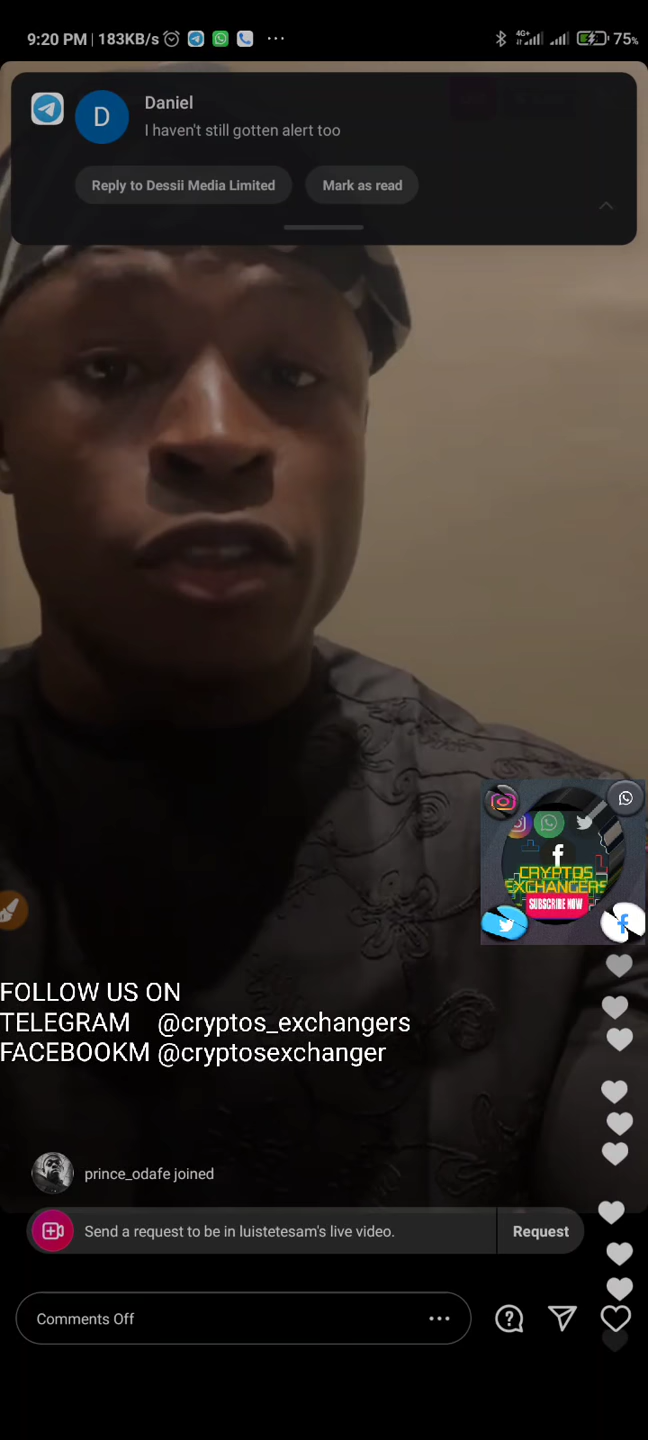 9:20 PM | 183KB/s
4G+
75%
D
Daniel
I haven't still gotten alert too
Reply to Dessii Media Limited
Mark as read
CRYPTOS
EXCHANGERS
SUBSCRIBE NOW
FOLLOW US ON
TELEGRAM @cryptos_exchangers
FACEBOOKM @cryptosexchanger
prince_odafe joined
Send a request to be in luistetesam's live video.
Request
Comments Off